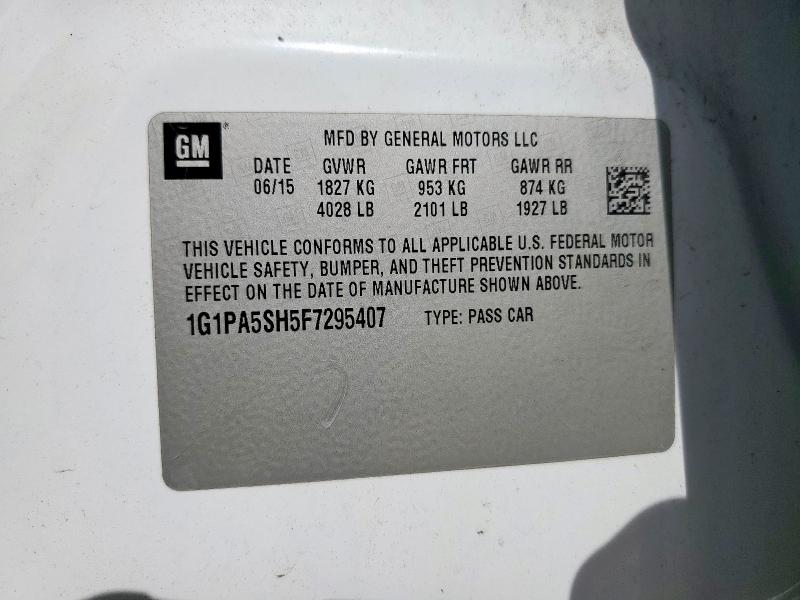 GM
MFD BY GENERAL MOTORS LLC
DATE GVWR GAWR FRT GAWR RR
06/15 1827 KG 953 KG 874 KG
4028 LB 2101 LB 1927 LB
THIS VEHICLE CONFORMS TO ALL APPLICABLE U.S. FEDERAL MOTOR
VEHICLE SAFETY, BUMPER, AND THEFT PREVENTION STANDARDS IN
EFFECT ON THE DATE OF MANUFACTURE SHOWN ABOVE.
1G1PA5SH5F7295407 TYPE: PASS CAR